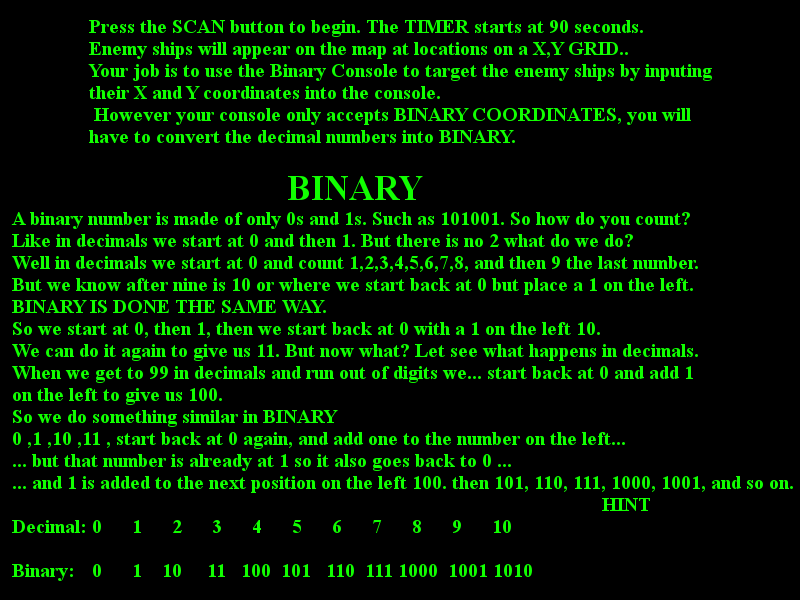 Press the SCAN button to begin. The TIMER starts at 90 seconds.
Enemy ships will appear on the map at locations on a X,Y GRID..
Your job is to use the Binary Console to target the enemy ships by inputing
their X and Y coordinates into the console.
However your console only accepts BINARY COORDINATES, you will
have to convert the decimal numbers into BINARY.
BINARY
A binary number is made of only 0s and 1s. Such as 101001. So how do you count?
Like in decimals we start at 0 and then 1. But there is no 2 what do we do?
Well in decimals we start at 0 and count 1,2,3,4,5,6,7,8, and then 9 the last number.
But we know after nine is 10 or where we start back at 0 but place a 1 on the left.
BINARY IS DONE THE SAME WAY.
So we start at 0, then 1, then we start back at 0 with a 1 on the left 10.
We can do it again to give us 11. But now what? Let see what happens in decimals.
When we get to 99 in decimals and run out of digits we... start back at 0 and add 1
on the left to give us 100.
So we do something similar in BINARY
0 ,1 ,10 ,11 , start back at 0 again, and add one to the number on the left...
... but that number is already at 1 so it also goes back to 0 ...
... and 1 is added to the next position on the left 100. then 101, 110, 111, 1000, 1001, and so on.
HINT
Decimal: 0 1 2 3 4 5 6 7 8 9 10
Binary: 0 1 10 11 100 101 110 111 1000 1001 1010